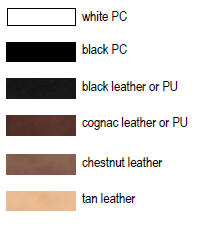 white PC
black PC
black leather or PU
cognac leather or PU
chestnut leather
tan leather